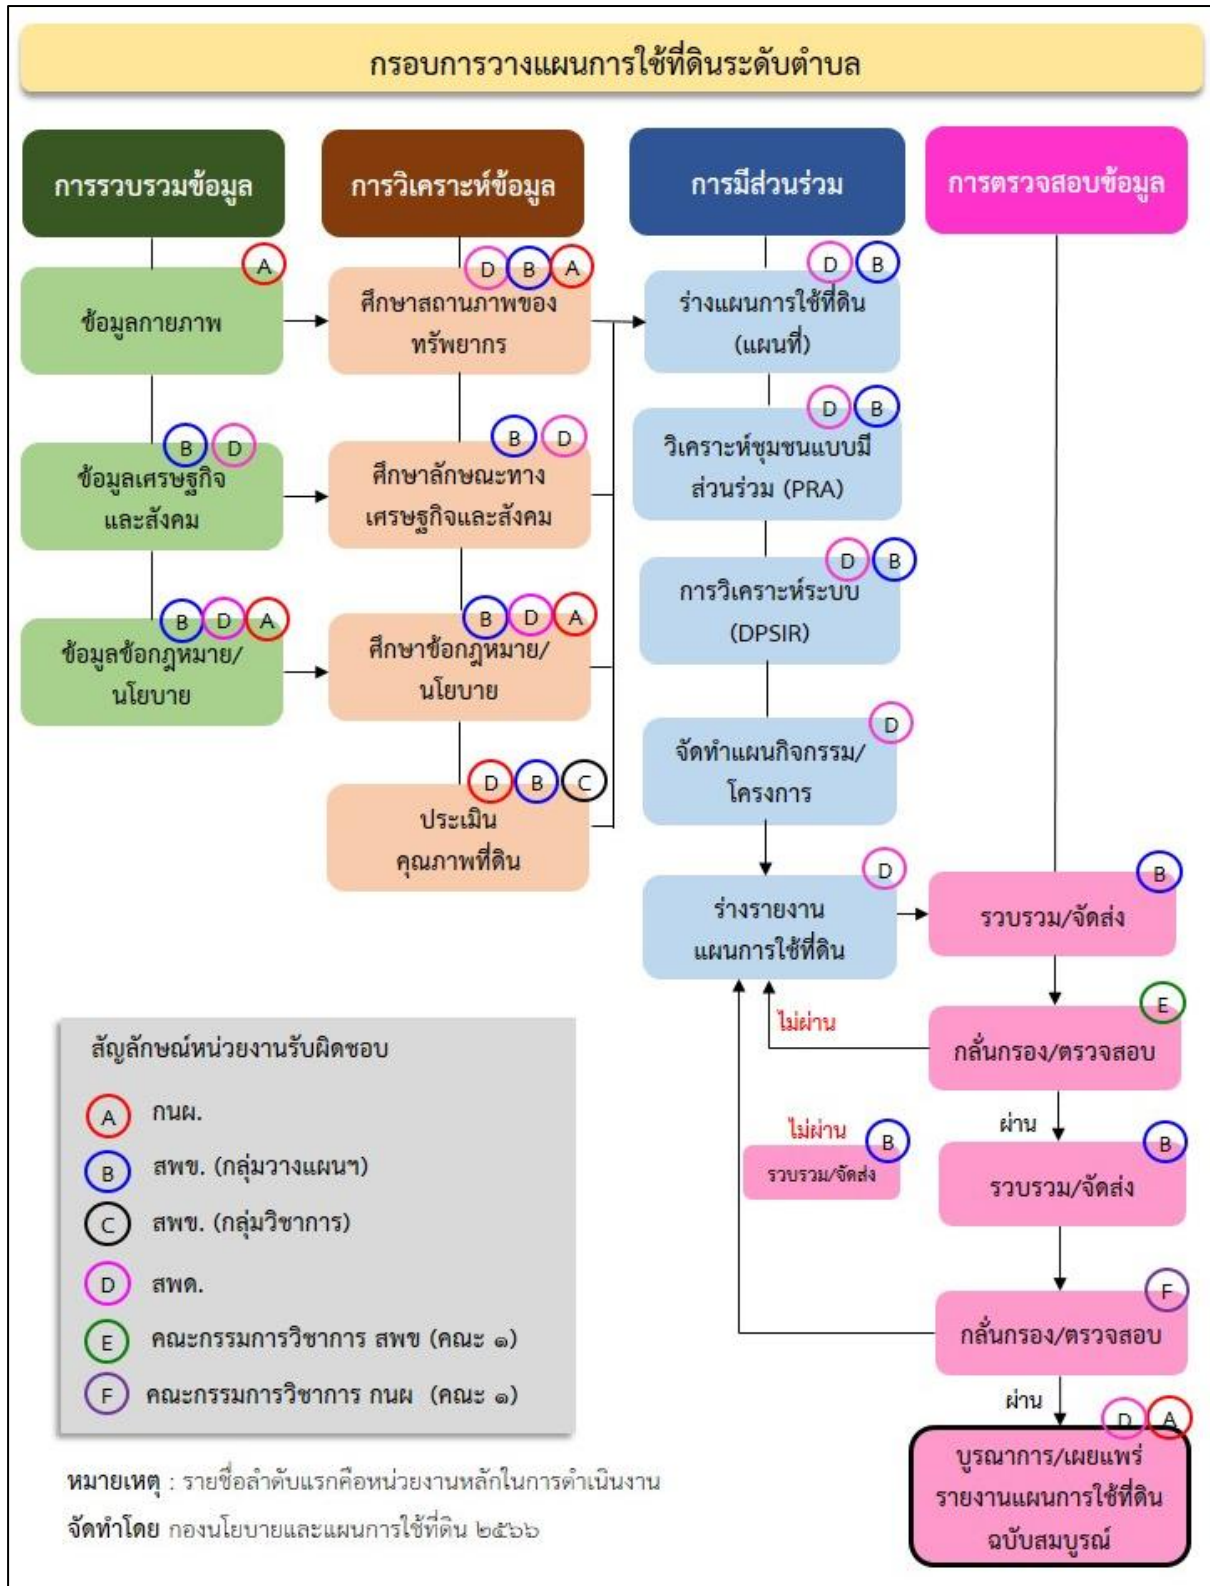 กรอบการวางแผนการใช้ที่ดินระดับตำบล
การรวบรวมข้อมูล
การวิเคราะห์ข้อมูล
การมีส่วนร่วม
การตรวจสอบข้อมูล
A
ข้อมูลกายภาพ
D B A
ศึกษาสถานภาพของ
ทรัพยากร
D B
ร่างแผนการใช้ที่ดิน
(แผนที่)
B D
ข้อมูลเศรษฐกิจ
และสังคม
B D
ศึกษาลักษณะทาง
เศรษฐกิจและสังคม
D B
วิเคราะห์ชุมชนแบบมี
ส่วนร่วม (PRA)
B D A
ข้อมูลข้อกฎหมาย/
นโยบาย
B D A
ศึกษาข้อกฎหมาย/
นโยบาย
D B
การวิเคราะห์ระบบ
(DPSIR)
D B C
ประเมิน
คุณภาพที่ดิน
D
จัดทำแผนกิจกรรม/
โครงการ
D
ร่างรายงาน
แผนการใช้ที่ดิน
B
รวบรวม/จัดส่ง
E
กลั่นกรอง/ตรวจสอบ
ไม่ผ่าน
ผ่าน
ไม่ผ่าน
B
รวบรวม/จัดส่ง
B
รวบรวม/จัดส่ง
F
กลั่นกรอง/ตรวจสอบ
ผ่าน
D A
บูรณาการ/เผยแพร่
รายงานแผนการใช้ที่ดิน
ฉบับสมบูรณ์
สัญลักษณ์หน่วยงานรับผิดชอบ
A กนผ.
B สพข. (กลุ่มวางแผนฯ)
C สพข. (กลุ่มวิชาการ)
D สพด.
E คณะกรรมการวิชาการ สพข (คณะ ๑)
F คณะกรรมการวิชาการ กนผ (คณะ ๑)
หมายเหตุ : รายชื่อลำดับแรกคือหน่วยงานหลักในการดำเนินงาน
จัดทำโดย กองนโยบายและแผนการใช้ที่ดิน ๒๕๖๖